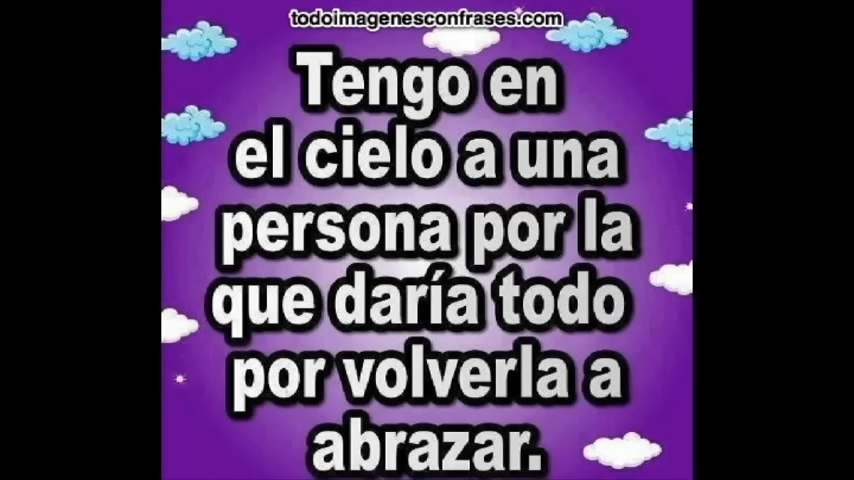 todoimagenesconfrases.com
Tengo en
el cielo a una
persona por la
que daría todo
por volverla a
abrazar.